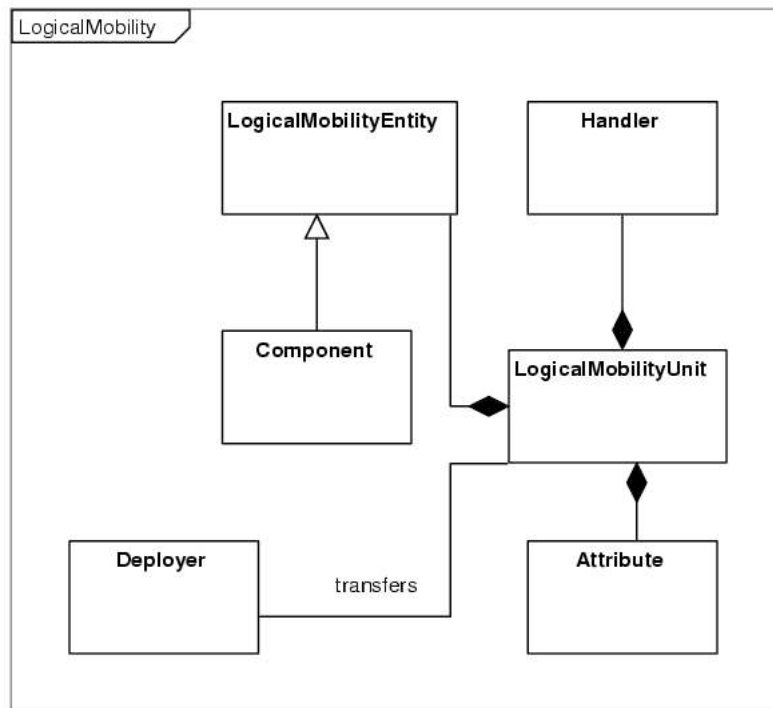 LogicalMobility
LogicalMobilityEntity
Handler
Component
LogicalMobilityUnit
Deployer
transfers
Attribute